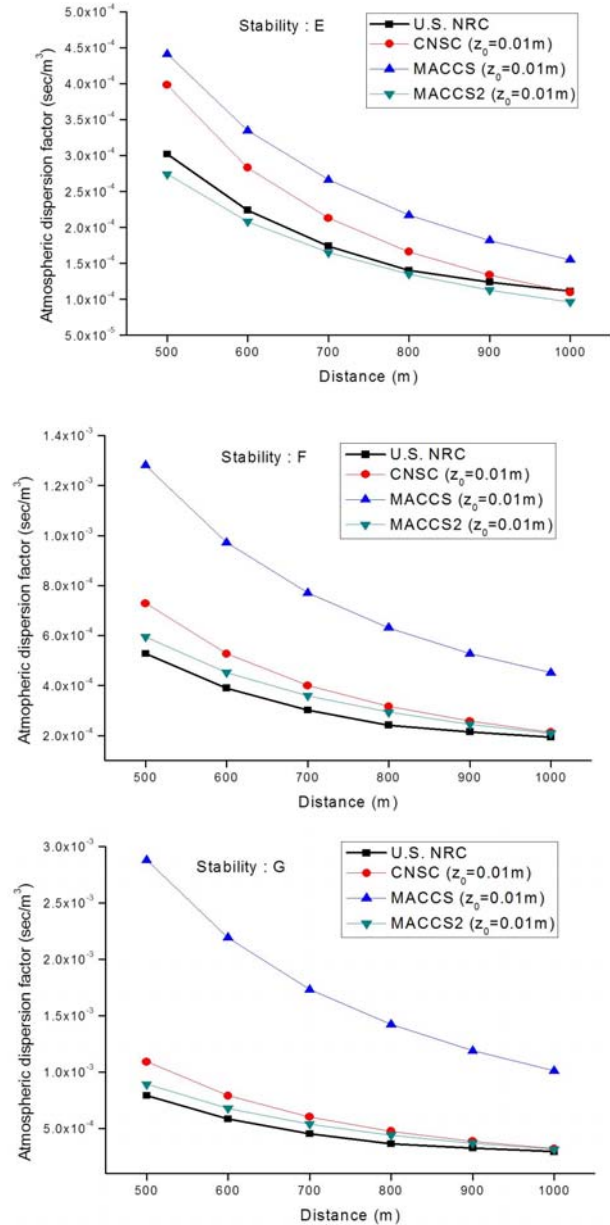 Stability : E
U.S. NRC
CNSC (z₀=0.01m)
MACCS (z₀=0.01m)
MACCS2 (z₀=0.01m)
Atmospheric dispersion factor (sec/m³)
5.0x10⁻⁴
4.5x10⁻⁴
4.0x10⁻⁴
3.5x10⁻⁴
3.0x10⁻⁴
2.5x10⁻⁴
2.0x10⁻⁴
1.5x10⁻⁴
1.0x10⁻⁴
5.0x10⁻⁵
500 600 700 800 900 1000
Distance (m)
Stability : F
U.S. NRC
CNSC (z₀=0.01m)
MACCS (z₀=0.01m)
MACCS2 (z₀=0.01m)
Atmopheric dispersion factor (sec/m³)
1.4x10⁻³
1.2x10⁻³
1.0x10⁻³
8.0x10⁻⁴
6.0x10⁻⁴
4.0x10⁻⁴
2.0x10⁻⁴
500 600 700 800 900 1000
Distance (m)
Stability : G
U.S. NRC
CNSC (z₀=0.01m)
MACCS (z₀=0.01m)
MACCS2 (z₀=0.01m)
Atmospheric dispersion factor (sec/m³)
3.0x10⁻³
2.5x10⁻³
2.0x10⁻³
1.5x10⁻³
1.0x10⁻³
5.0x10⁻⁴
500 600 700 800 900 1000
Distance (m)